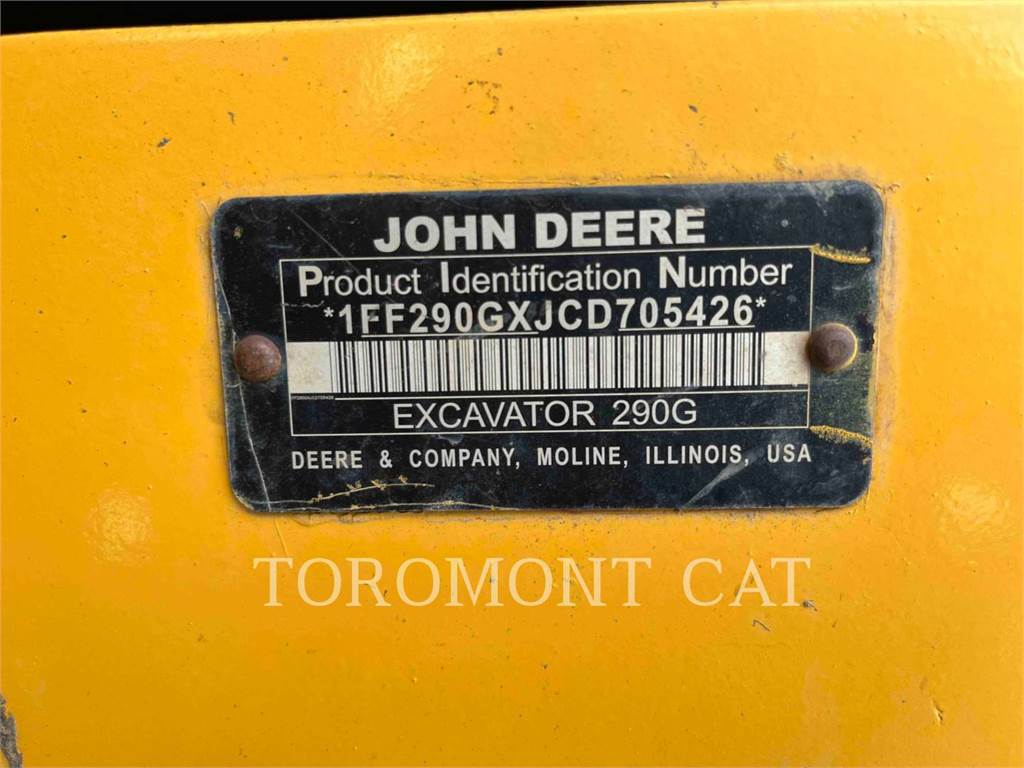 JOHN DEERE
Product Identification Number
*1FF290GXJCD705426*
EXCAVATOR 290G
DEERE & COMPANY, MOLINE, ILLINOIS, USA
TOROMONT CAT